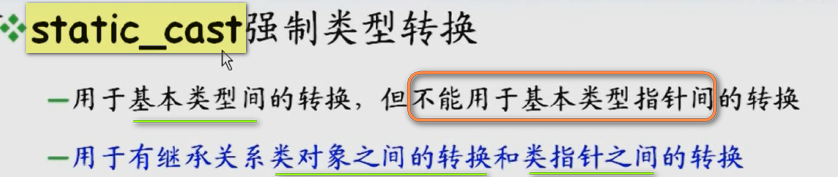 static_cast强制类型转换
—用于基本类型间的转换，但不能用于基本类型指针间的转换
—用于有继承关系类对象之间的转换和类指针之间的转换